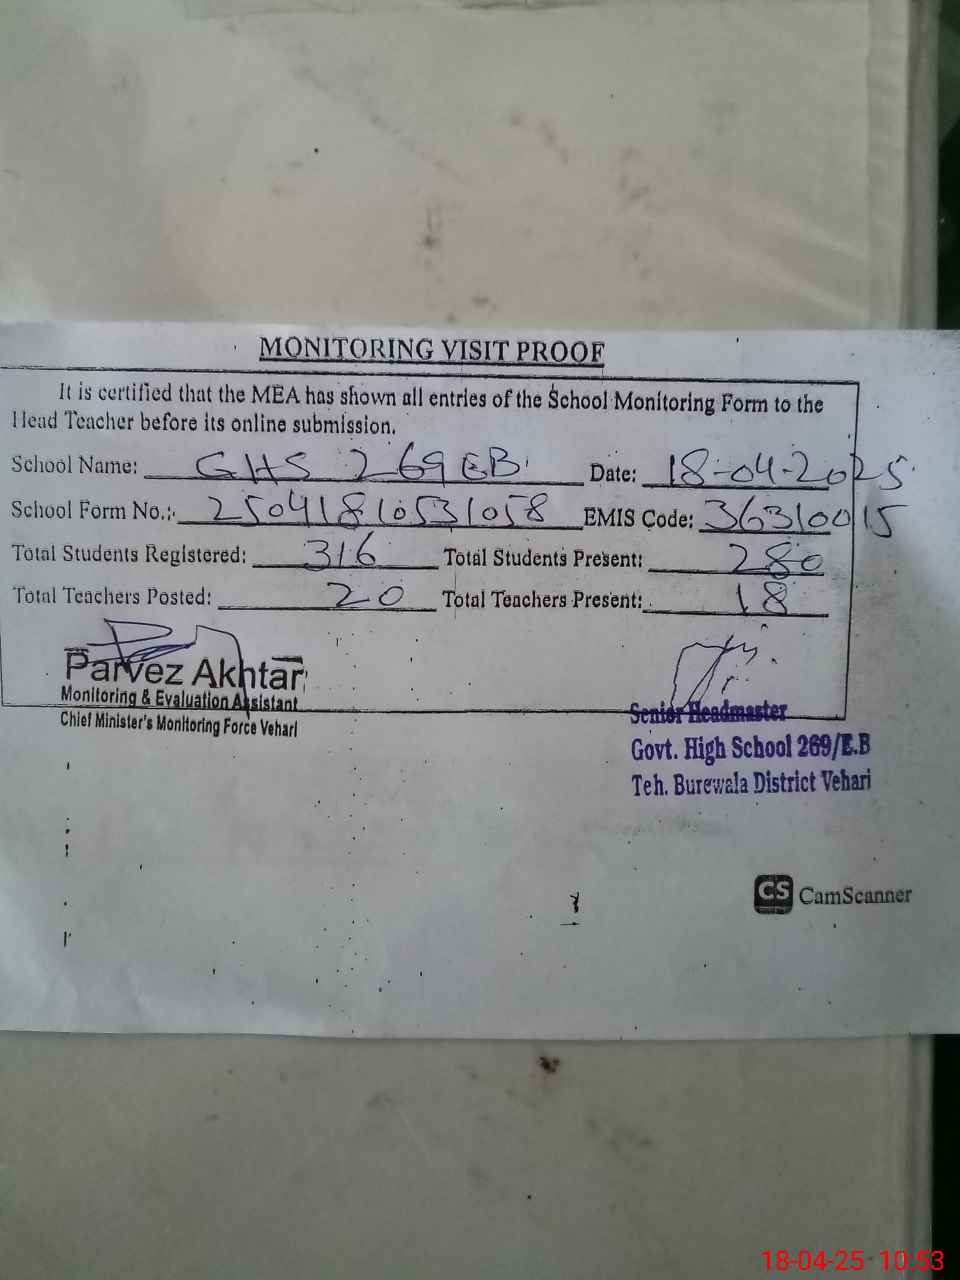 MONITORING VISIT PROOF
It is certified that the MEA has shown all entries of the School Monitoring Form to the
Head Teacher before its online submission.
School Name: GHS 269 EB Date: 18-04-2025
School Form No.: 25041810531058 EMIS Code: 36310015
Total Students Registered: 316 Total Students Present: 280
Total Teachers Posted: 20 Total Teachers Present: 18
Parvez Akhtar
Monitoring & Evaluation Assistant
Chief Minister's Monitoring Force Vehari
Senior Headmaster
Govt. High School 269/E.B
Teh. Burewala District Vehari
CS CamScanner
18-04-25 10:53